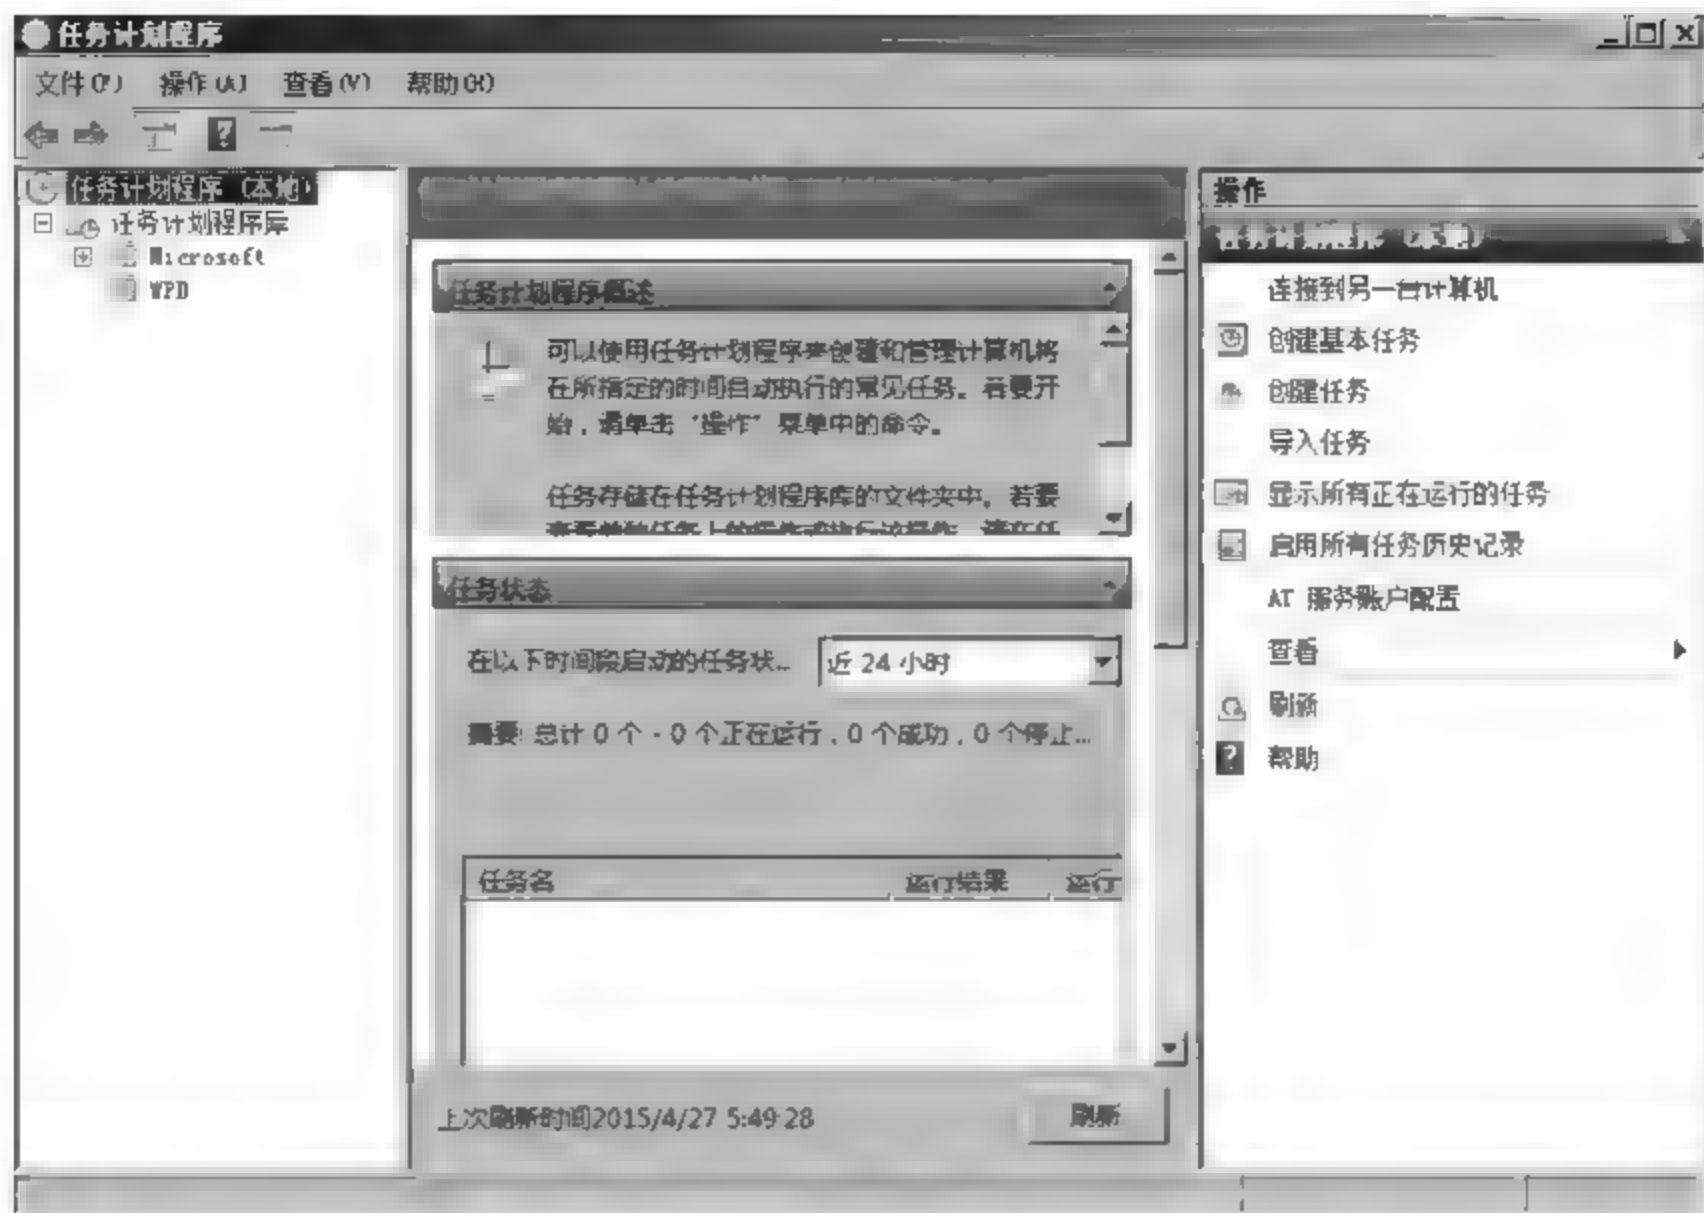 任务计划程序
文件(F) 操作(A) 查看(V) 帮助(H)
任务计划程序 (本地)
任务计划程序库
Microsoft
WPD
任务计划程序概述
可以使用任务计划程序来创建和管理计算机将
在所指定的时间自动执行的常见任务。若要开
始，请单击“操作”菜单中的命令。
任务存储在任务计划程序库的文件夹中。若要
任务状态
在以下时间段启动的任务状...
近 24 小时
摘要: 总计 0 个 - 0 个正在运行, 0 个成功, 0 个停止...
任务名 运行结果 运行
上次刷新时间2015/4/27 5:49:28
刷新
操作
任务计划程序 (本地)
连接到另一台计算机
创建基本任务
创建任务
导入任务
显示所有正在运行的任务
启用所有任务历史记录
AT 服务账户配置
查看
刷新
帮助